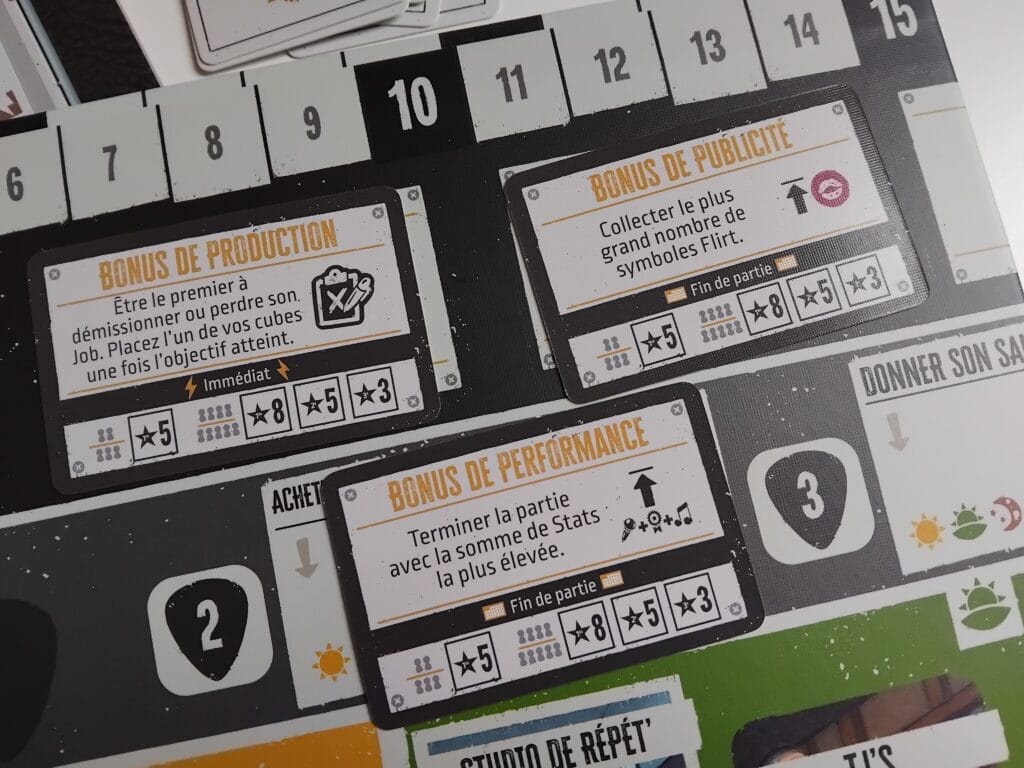 6 7 8 9 10 11 12 13 14 15
BONUS DE PRODUCTION
Être le premier à
démissionner ou perdre son
Job. Placez l'un de vos cubes
une fois l'objectif atteint.
Immédiat
5 8 5 3
BONUS DE PUBLICITÉ
Collecter le plus
grand nombre de
symboles Flirt.
Fin de partie
5 8 5 3
BONUS DE PERFORMANCE
Terminer la partie
avec la somme de Stats
la plus élevée.
Fin de partie
5 8 5 3
2
ACHET
3
DONNER SON SA
STUDIO DE RÉPÉT'
TJ'S